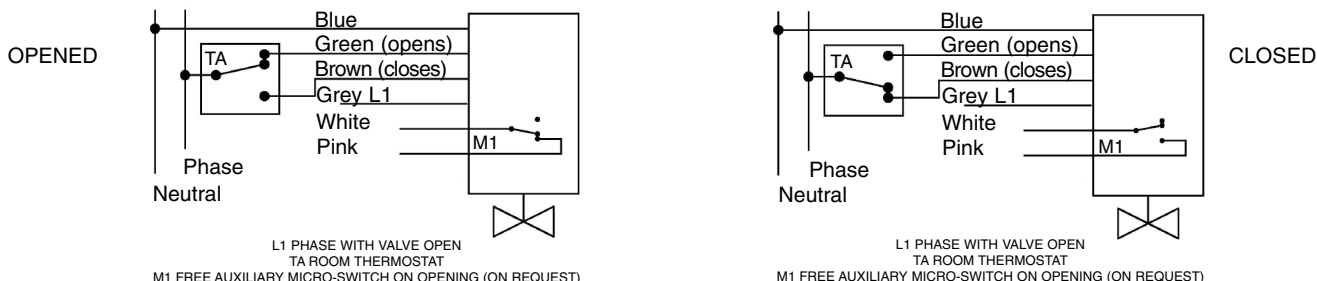 OPENED
Blue
Green (opens)
TA
Brown (closes)
Grey L1
White
Pink
M1
Phase
Neutral
L1 PHASE WITH VALVE OPEN
TA ROOM THERMOSTAT
M1 FREE AUXILIARY MICRO-SWITCH ON OPENING (ON REQUEST)
CLOSED
Blue
Green (opens)
TA
Brown (closes)
Grey L1
White
Pink
M1
Phase
Neutral
L1 PHASE WITH VALVE OPEN
TA ROOM THERMOSTAT
M1 FREE AUXILIARY MICRO-SWITCH ON OPENING (ON REQUEST)